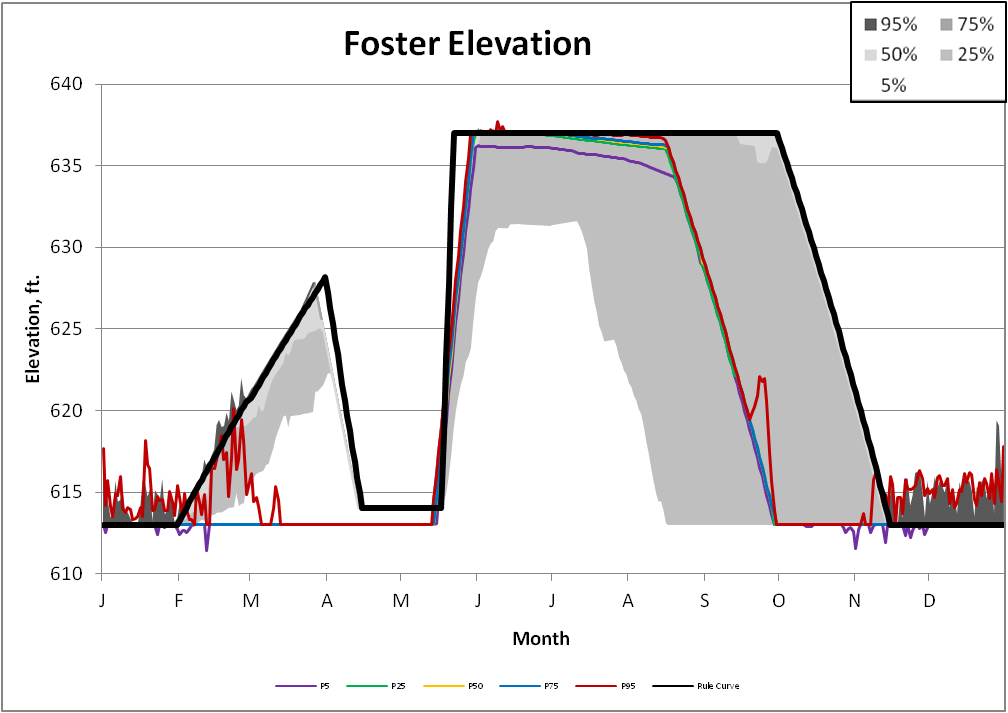 Foster Elevation
95% 75%
50% 25%
5%
640
635
630
625
620
615
610
Elevation, ft.
J F M A M J J A S O N D
Month
P5 P25 P50 P75 P95 Rule Curve